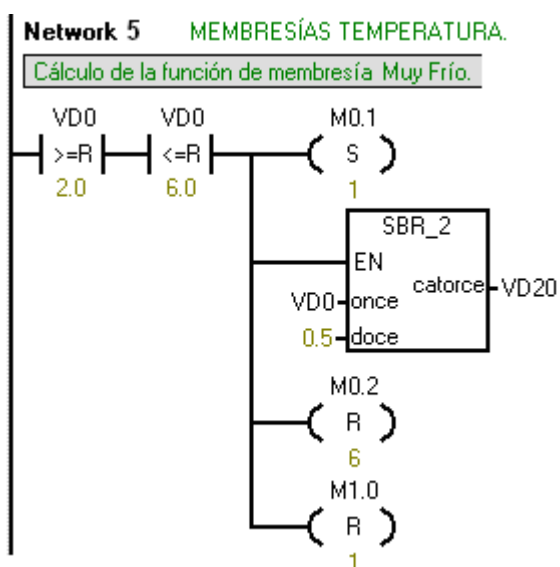 Network 5 MEMBRESÍAS TEMPERATURA.
Cálculo de la función de membresía Muy Frío.
VD0 VD0 M0.1
>=R <=R S
2.0 6.0 1
SBR_2
EN
VD0 once catorce VD20
0.5 doce
M0.2
R
6
M1.0
R
1